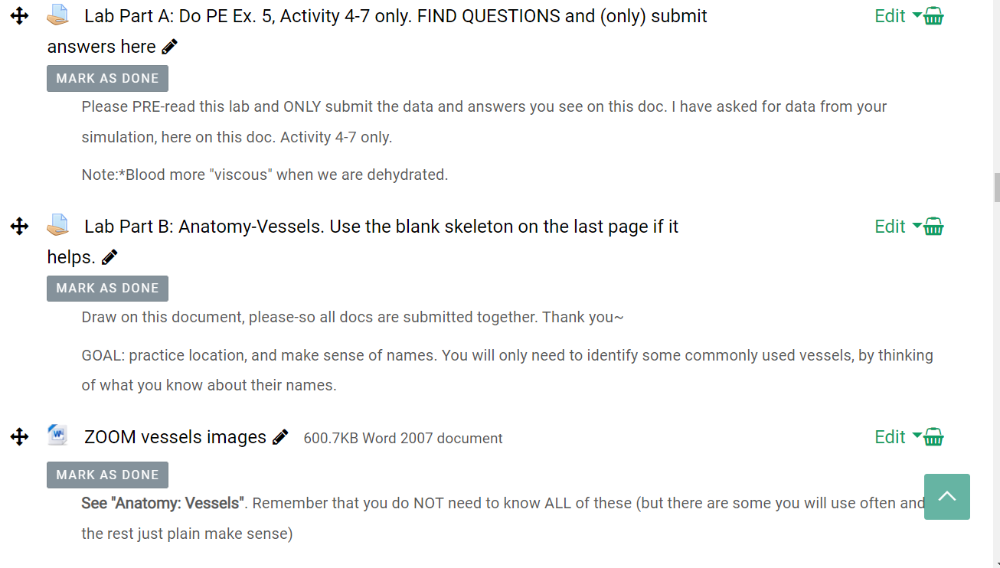 Lab Part A: Do PE Ex. 5, Activity 4-7 only. FIND QUESTIONS and (only) submit Edit
answers here
MARK AS DONE
Please PRE-read this lab and ONLY submit the data and answers you see on this doc. I have asked for data from your
simulation, here on this doc. Activity 4-7 only.
Note:*Blood more "viscous" when we are dehydrated.
Lab Part B: Anatomy-Vessels. Use the blank skeleton on the last page if it Edit
helps.
MARK AS DONE
Draw on this document, please-so all docs are submitted together. Thank you~
GOAL: practice location, and make sense of names. You will only need to identify some commonly used vessels, by thinking
of what you know about their names.
ZOOM vessels images 600.7KB Word 2007 document Edit
MARK AS DONE
See "Anatomy: Vessels". Remember that you do NOT need to know ALL of these (but there are some you will use often and
the rest just plain make sense)